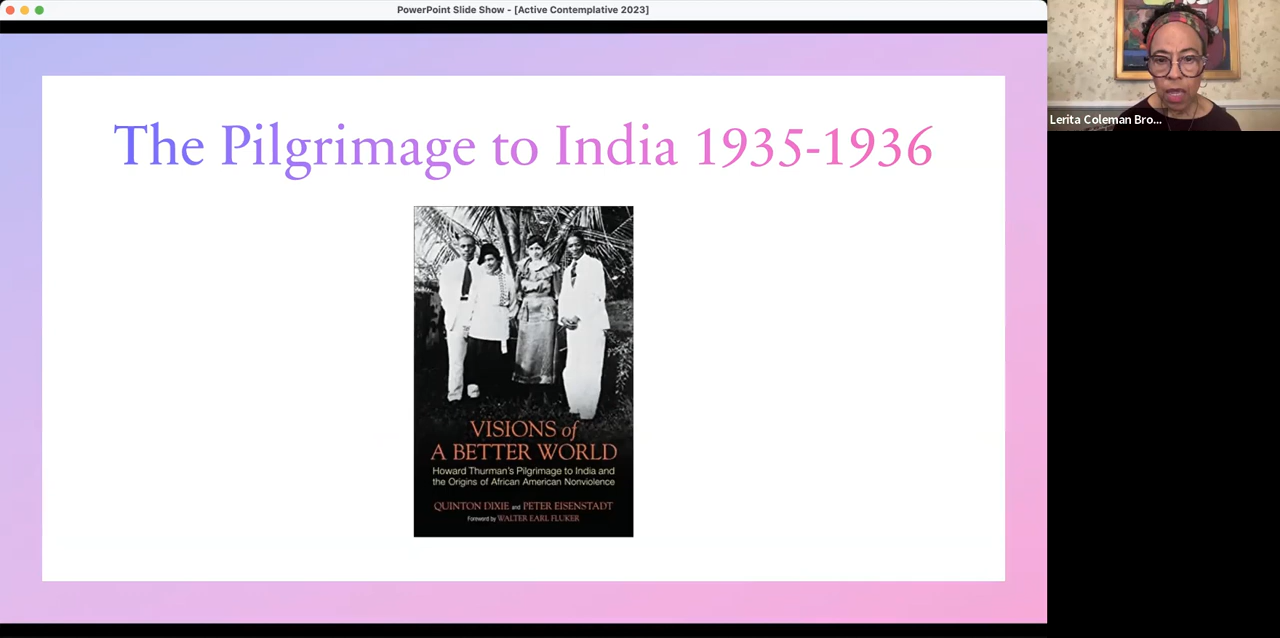 PowerPoint Slide Show - [Active Contemplative 2023]
The Pilgrimage to India 1935-1936
VISIONS of
A BETTER WORLD
Howard Thurman's Pilgrimage to India and
the Origins of African American Nonviolence
QUINTON DIXIE and PETER EISENSTADT
Foreword by WALTER EARL FLUKER
Lerita Coleman Bro...